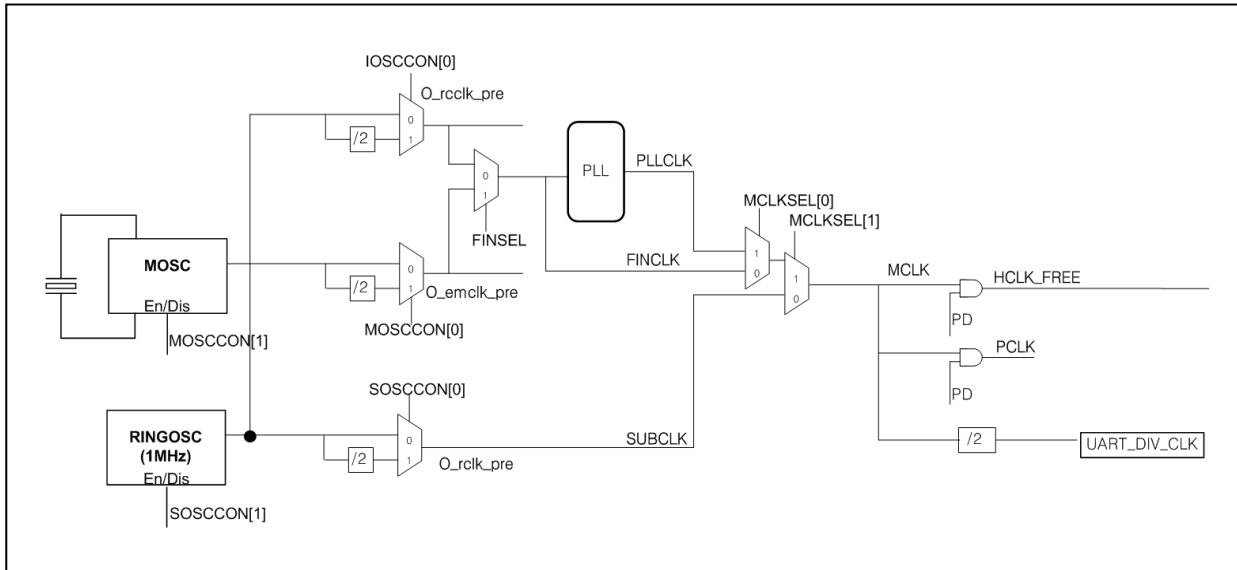 IOSCCON[0]
O_rcclk_pre
0
/2
1
PLL
PLLCLK
0
1
MCLKSEL[0]
MCLKSEL[1]
FINSEL
MOSC
En/Dis
MOSCCON[1]
0
/2
1
O_emclk_pre
MOSCCON[0]
FINCLK
1
0
1
0
MCLK
HCLK_FREE
PD
PCLK
PD
SOSCCON[0]
RINGOSC
(1MHz)
En/Dis
SOSCCON[1]
0
/2
1
O_rclk_pre
SUBCLK
/2
UART_DIV_CLK